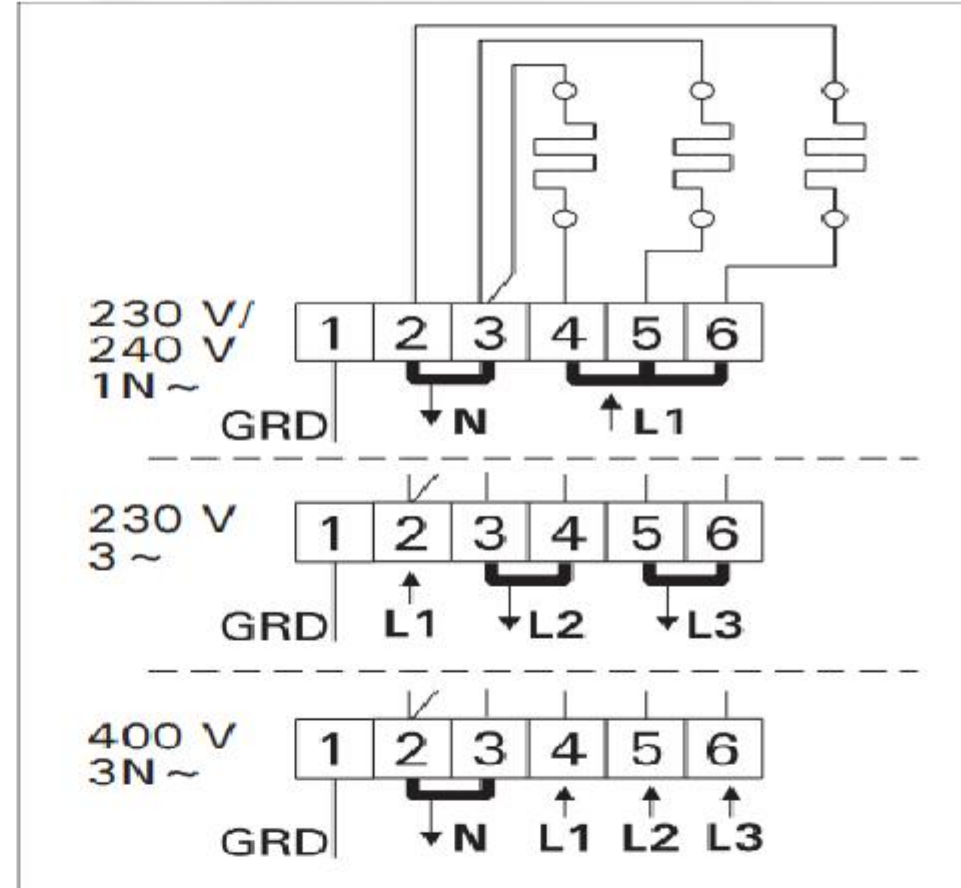 230 V/
240 V
1N~
1 2 3 4 5 6
GRD N L1
230 V
3~
1 2 3 4 5 6
GRD L1 L2 L3
400 V
3N~
1 2 3 4 5 6
GRD N L1 L2 L3